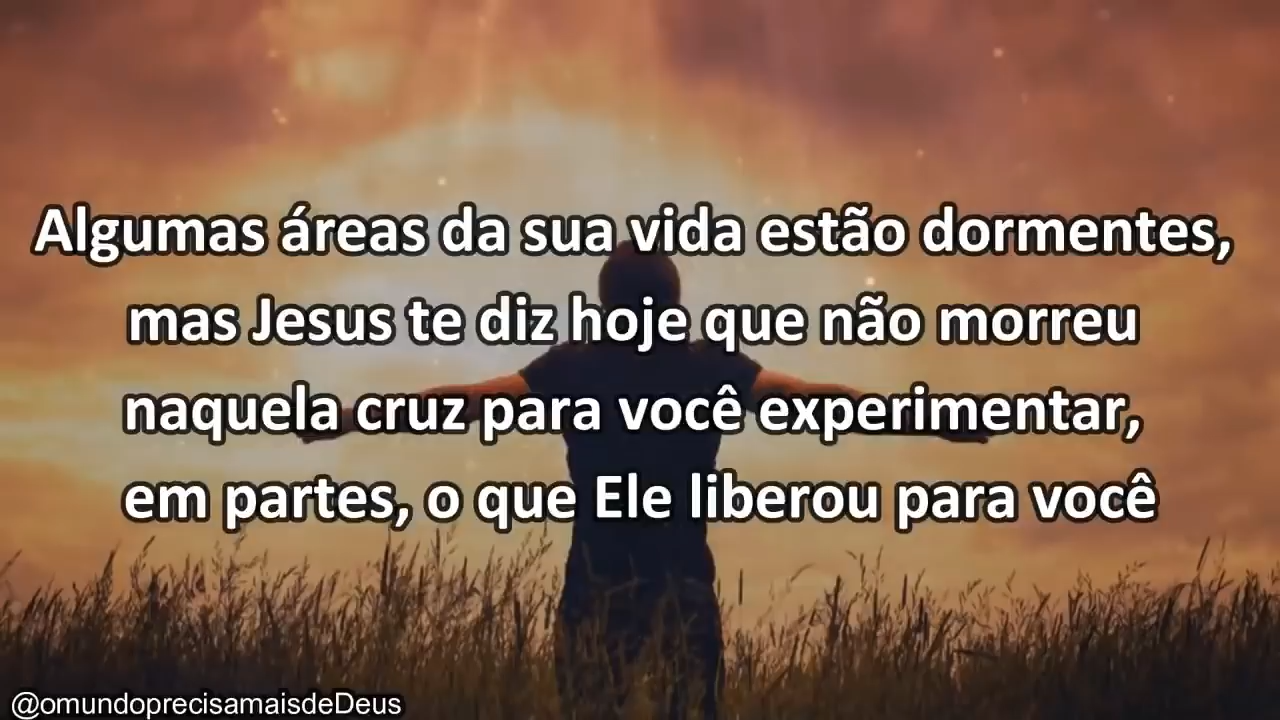 Algumas áreas da sua vida estão dormentes,
mas Jesus te diz hoje que não morreu
naquela cruz para você experimentar,
em partes, o que Ele liberou para você
@omundoprecisamaisdeDeus